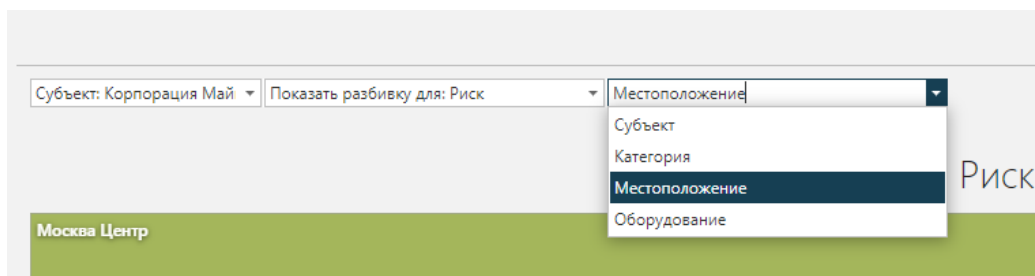 Субъект: Корпорация Май
Показать разбивку для: Риск
Местоположение
Субъект
Категория
Местоположение
Оборудование
Риск
Москва Центр